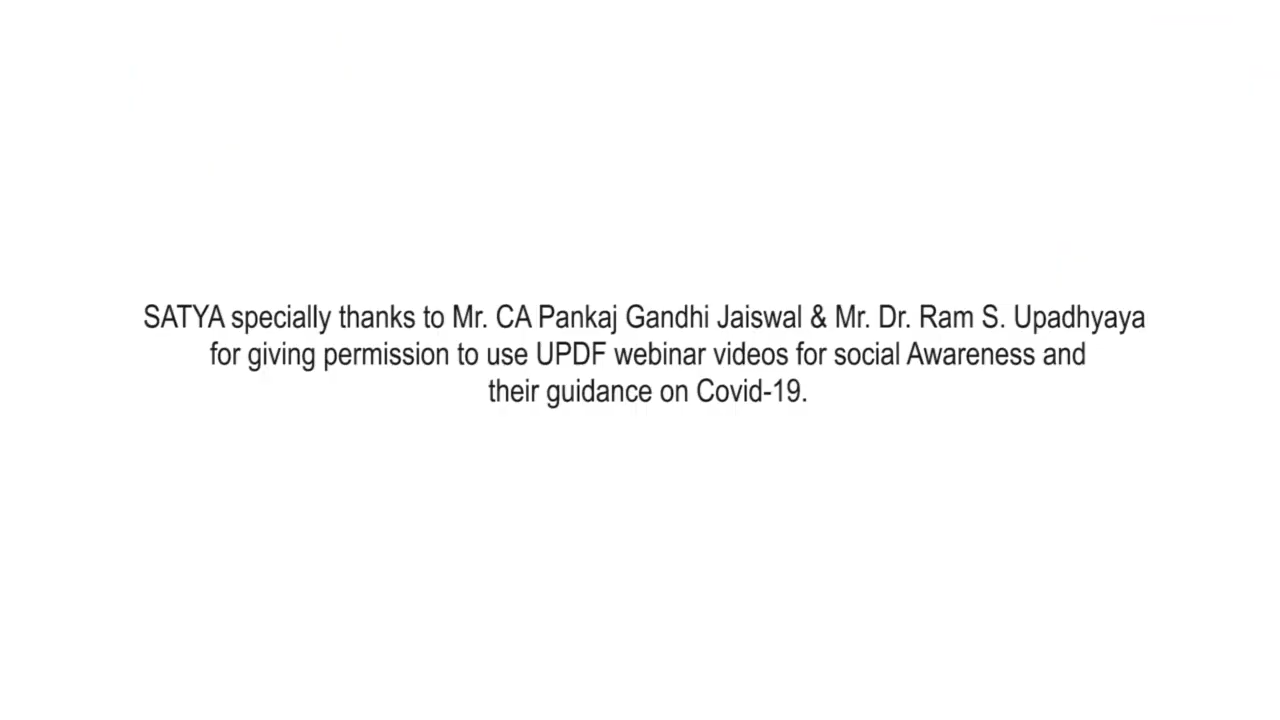 SATYA specially thanks to Mr. CA Pankaj Gandhi Jaiswal & Mr. Dr. Ram S. Upadhyaya
for giving permission to use UPDF webinar videos for social Awareness and
their guidance on Covid-19.